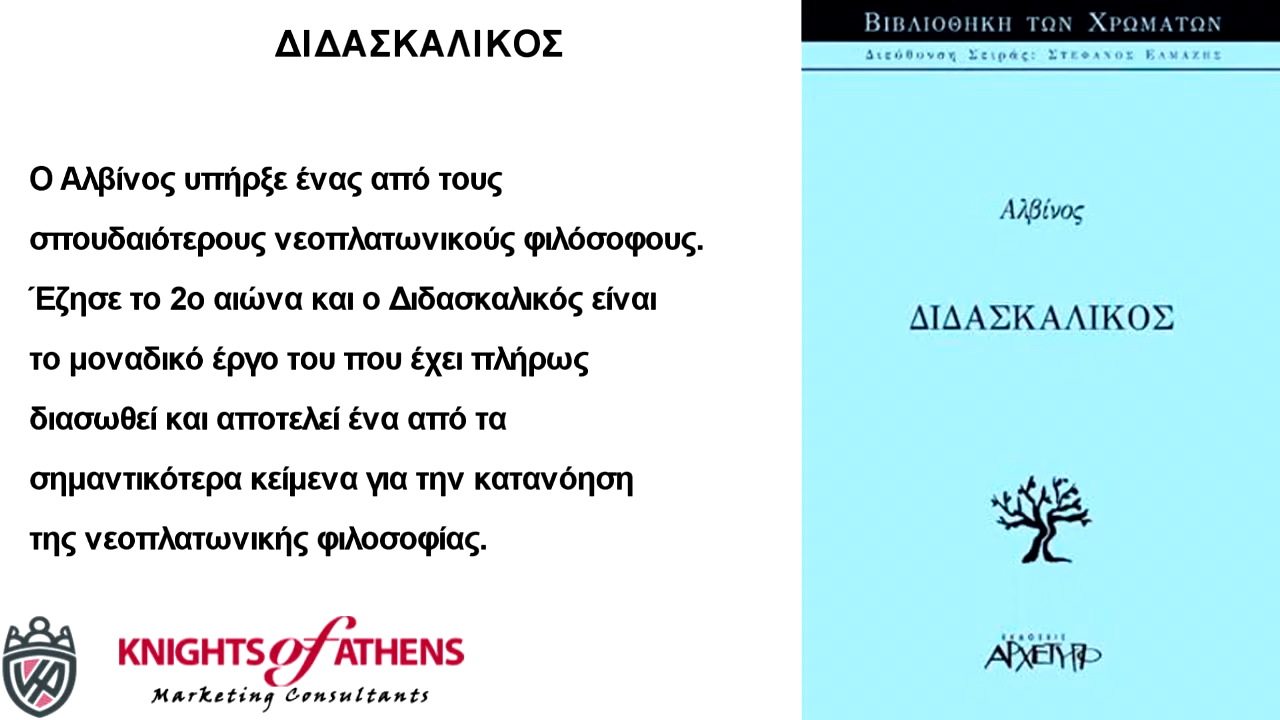 ΔΙΔΑΣΚΑΛΙΚΟΣ
Ο Αλβίνος υπήρξε ένας από τους
σπουδαιότερους νεοπλατωνικούς φιλόσοφους.
Έζησε το 2ο αιώνα και ο Διδασκαλικός είναι
το μοναδικό έργο του που έχει πλήρως
διασωθεί και αποτελεί ένα από τα
σημαντικότερα κείμενα για την κατανόηση
της νεοπλατωνικής φιλοσοφίας.
KNIGHTS of ATHENS
Marketing Consultants
ΒΙΒΛΙΟΘΗΚΗ ΤΩΝ ΧΡΩΜΑΤΩΝ
Διεύθυνση Σειράς: ΣΤΕΦΑΝΟΣ ΕΛΜΑΖΗΣ
Αλβίνος
ΔΙΔΑΣΚΑΛΙΚΟΣ
ΕΚΔΟΣΕΙΣ
ΑΡΧΕΤΥΠΟ